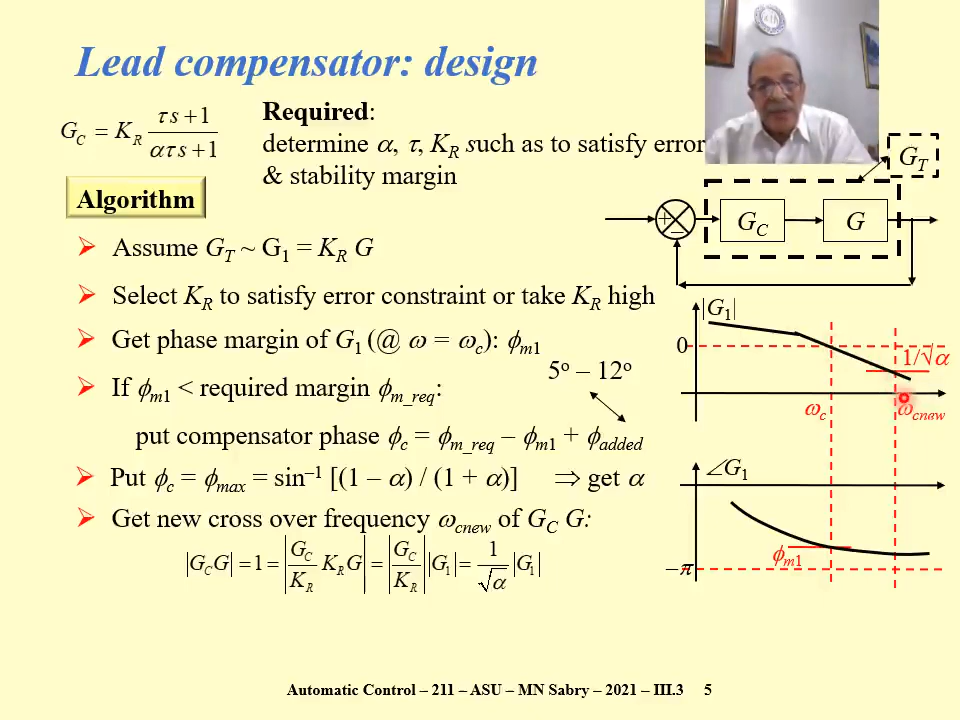 Lead compensator: design
G_C = K_R (τs+1)/(ατs+1)
Required:
determine α, τ, K_R such as to satisfy error
& stability margin
Algorithm
➢ Assume G_T ~ G_1 = K_R G
➢ Select K_R to satisfy error constraint or take K_R high
➢ Get phase margin of G_1 (@ ω = ω_c): ϕ_m1
5° – 12°
➢ If ϕ_m1 < required margin ϕ_m_req:
put compensator phase ϕ_c = ϕ_m_req – ϕ_m1 + ϕ_added
➢ Put ϕ_c = ϕ_max = sin⁻¹ [(1 – α) / (1 + α)] ⇒ get α
➢ Get new cross over frequency ω_cnew of G_C G:
|G_C G| = 1 = |G_C/K_R K_R G| = |G_C/K_R| |G_1| = 1/√α |G_1|
G_T
+
–
G_C
G
|G_1|
0
1/√α
ω_c
ω_cnew
∠G_1
ϕ_m1
–π
Automatic Control – 211 – ASU – MN Sabry – 2021 – III.3 5